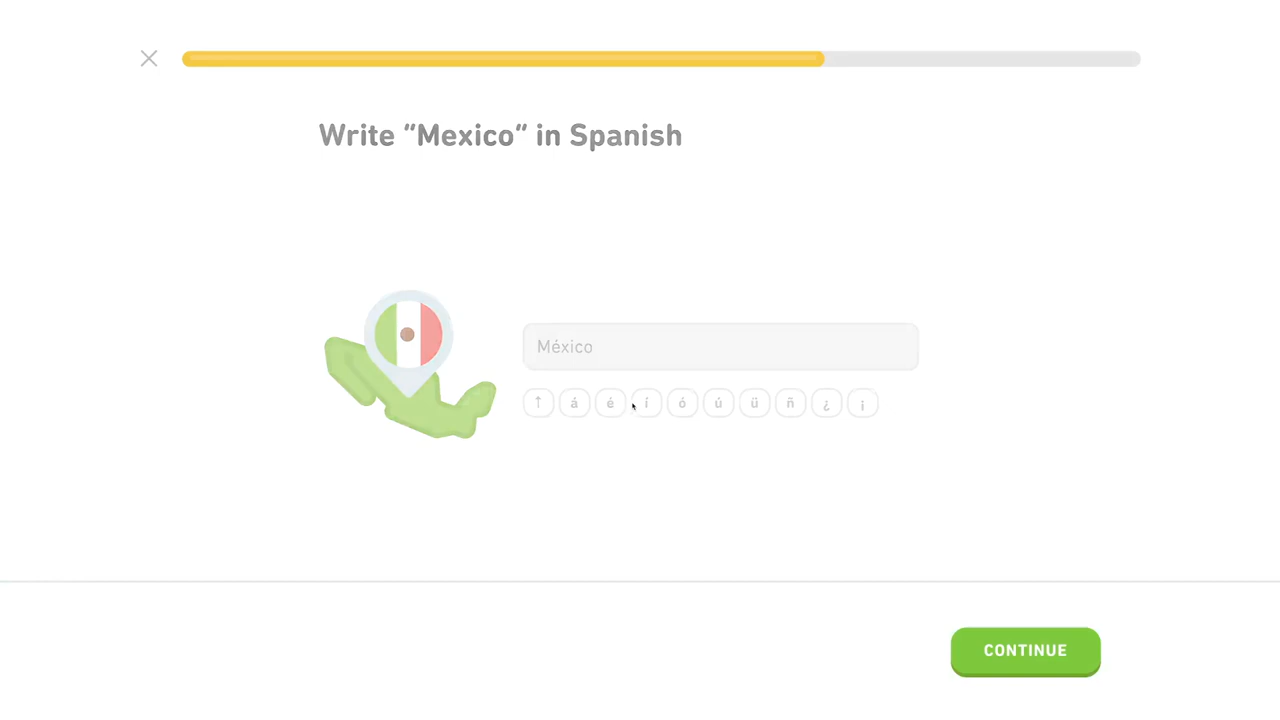 Write “Mexico” in Spanish
México
↑ á é í ó ú ü ñ ¿ ¡
CONTINUE